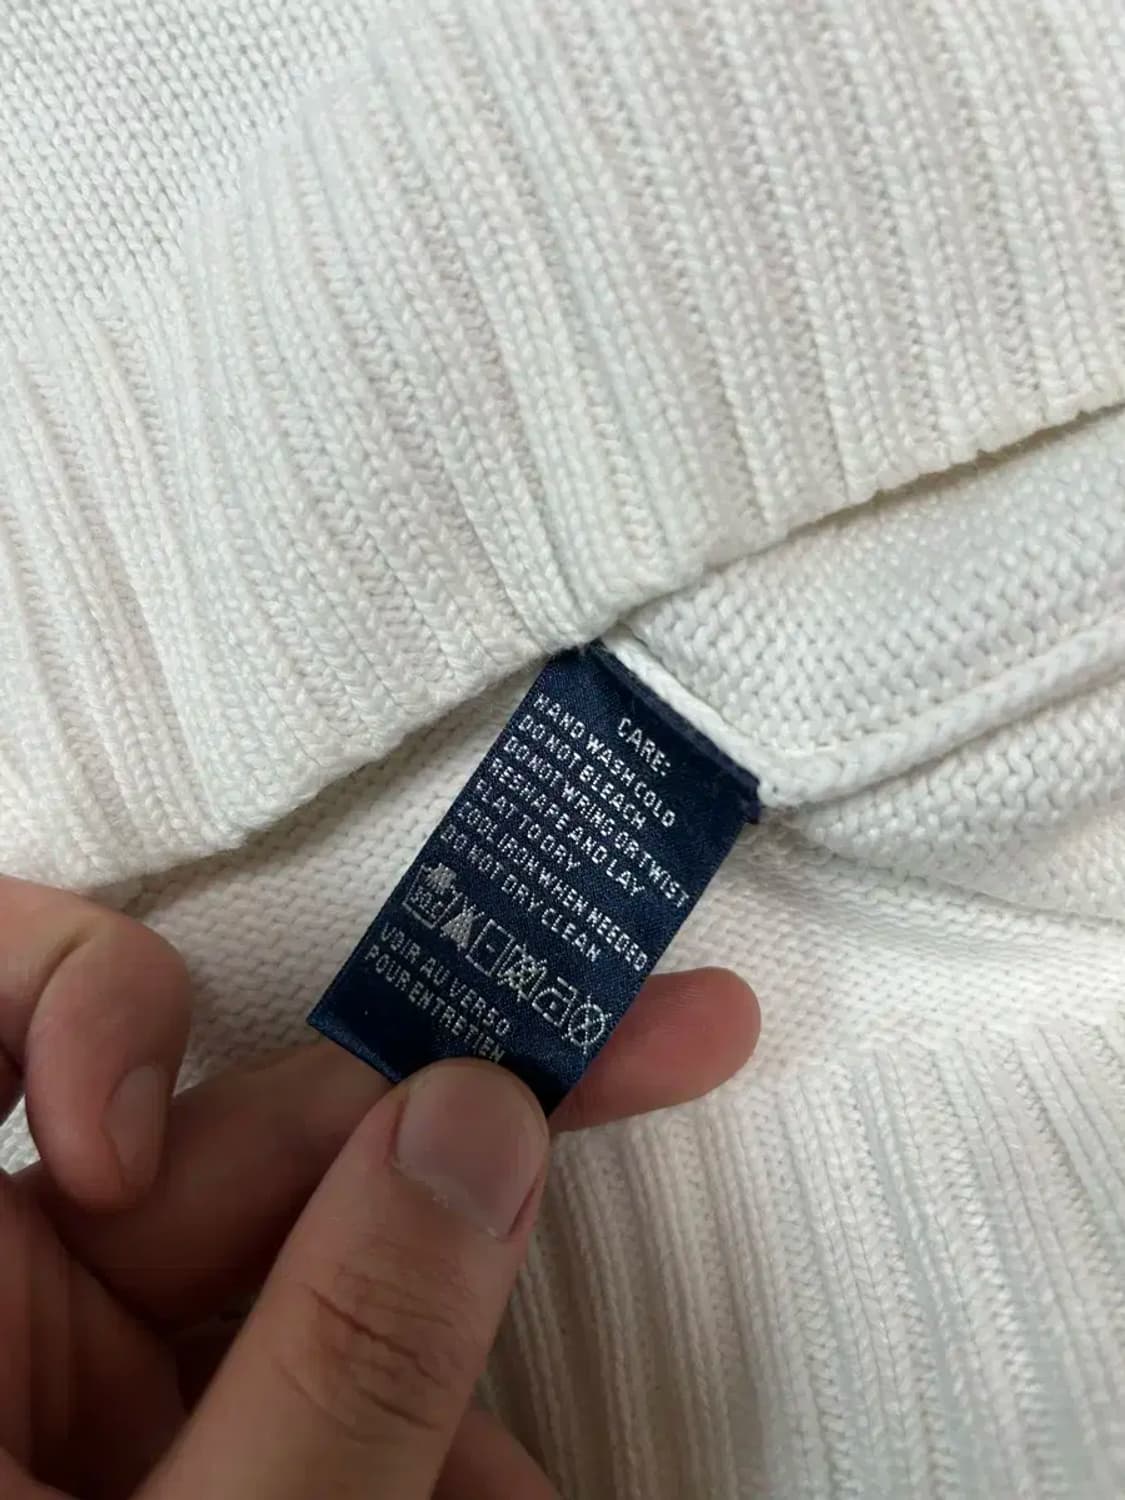 CARE:
HAND WASH COLD
DO NOT BLEACH
DO NOT WRING OR TWIST
RESHAPE AND LAY
FLAT TO DRY
COOL IRON WHEN NEEDED
DO NOT DRY CLEAN
VOIR AU VERSO
POUR ENTRETIEN